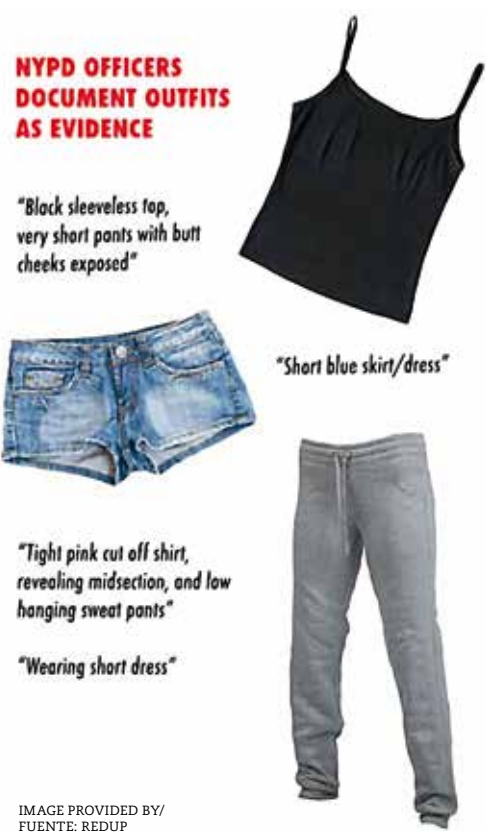 NYPD OFFICERS
DOCUMENT OUTFITS
AS EVIDENCE
"Black sleeveless top,
very short pants with butt
cheeks exposed"
"Short blue skirt/dress"
"Tight pink cut off shirt,
revealing midsection, and low
hanging sweat pants"
"Wearing short dress"
IMAGE PROVIDED BY/
FUENTE: REDUP